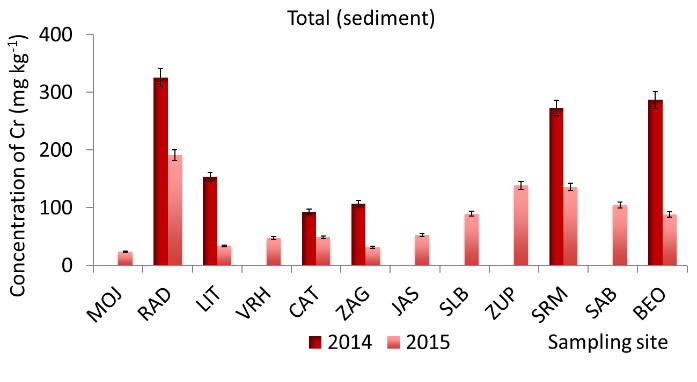 Total (sediment)
Concentration of Cr (mg kg⁻¹)
400
300
200
100
0
MOJ RAD LIT VRH CAT ZAG JAS SLB ZUP SRM SAB BEO
2014 2015 Sampling site